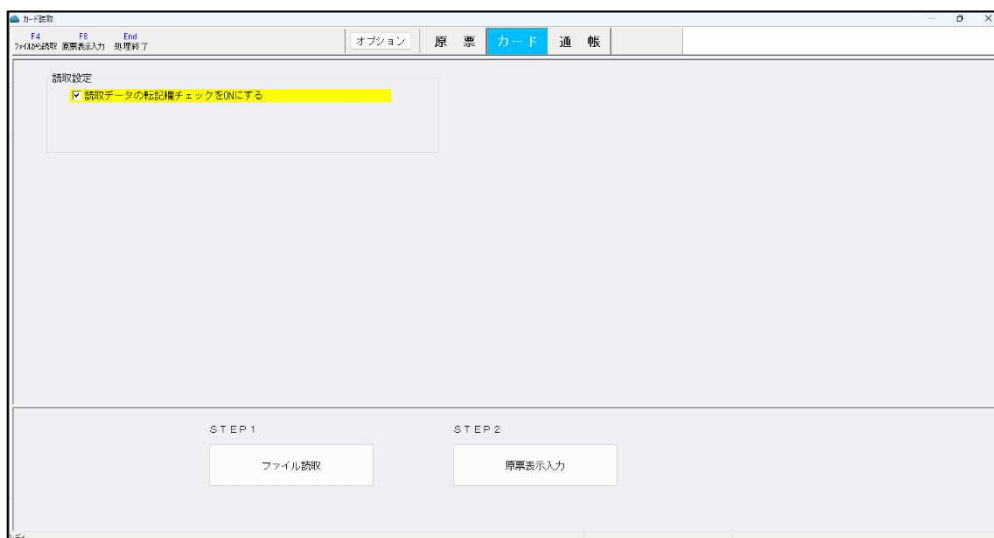 カード読取
F4 F8 End
ファイルから読取 原票表示入力 処理終了
オプション 原 票 カード 通 帳
読取設定
読取データの転記欄チェックをONにする
STEP1 STEP2
ファイル読取 原票表示入力